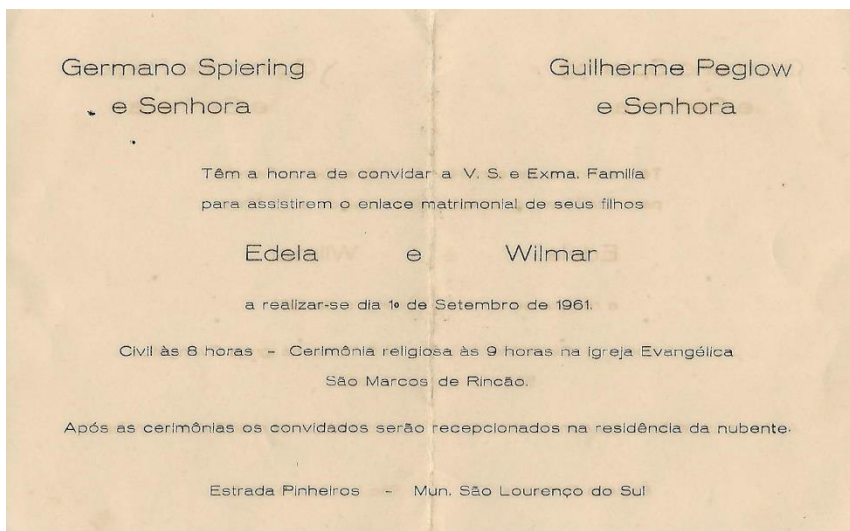 Germano Spiering Guilherme Peglow
e Senhora e Senhora
Têm a honra de convidar a V. S. e Exma. Família
para assistirem o enlace matrimonial de seus filhos
Edela e Wilmar
a realizar-se dia 1º de Setembro de 1961.
Civil às 8 horas - Cerimônia religiosa às 9 horas na igreja Evangélica
São Marcos de Rincão.
Após as cerimônias os convidados serão recepcionados na residência da nubente.
Estrada Pinheiros - Mun. São Lourenço do Sul